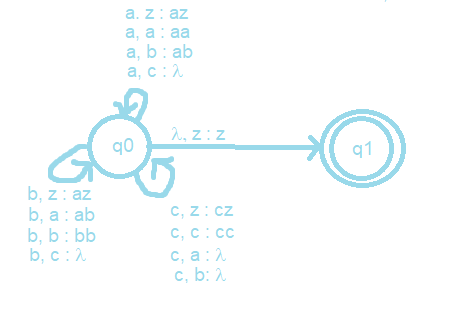 a. z : az
a, a : aa
a, b : ab
a, c : λ
q0
λ, z : z
q1
b, z : az
b, a : ab
b, b : bb
b, c : λ
c, z : cz
c, c : cc
c, a : λ
c, b: λ